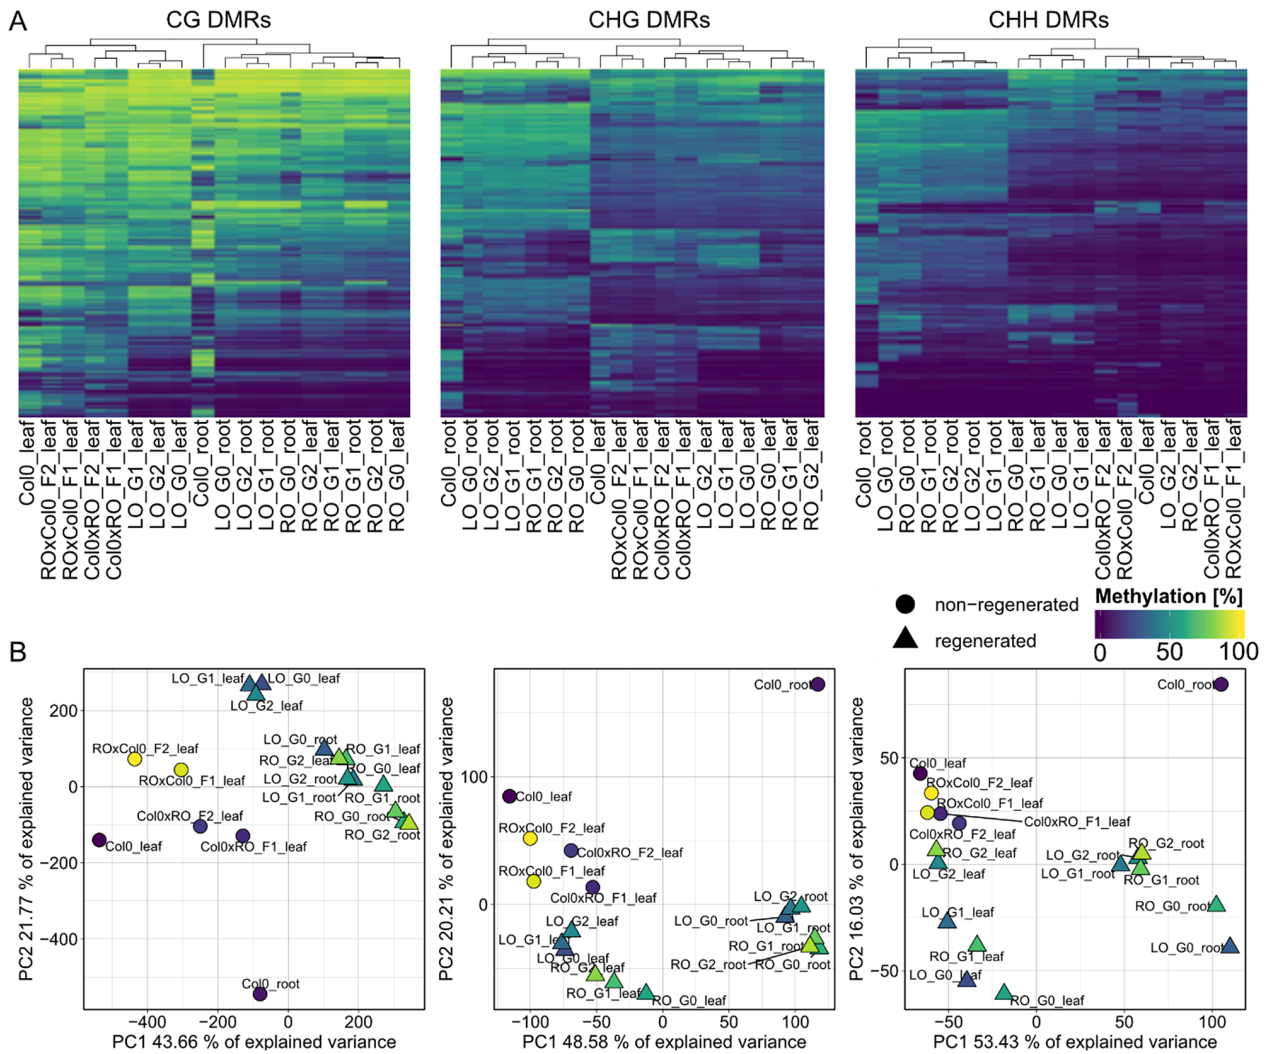 A
CG DMRs
CHG DMRs
CHH DMRs
Col0_leaf
ROxCol0_F2_leaf
ROxCol0_F1_leaf
Col0xRO_F2_leaf
Col0xRO_F1_leaf
LO_G1_leaf
LO_G2_leaf
LO_G0_leaf
Col0_root
LO_G0_root
LO_G2_root
LO_G1_root
RO_G0_root
RO_G2_leaf
RO_G1_leaf
RO_G1_root
RO_G2_root
RO_G0_leaf
Col0_root
LO_G0_root
LO_G2_root
LO_G1_root
RO_G1_root
RO_G2_root
RO_G0_root
Col0_leaf
ROxCol0_F2_leaf
ROxCol0_F1_leaf
Col0xRO_F2_leaf
Col0xRO_F1_leaf
LO_G2_leaf
LO_G1_leaf
LO_G0_leaf
RO_G0_leaf
RO_G1_leaf
RO_G2_leaf
Col0_root
LO_G0_root
RO_G0_root
RO_G1_root
RO_G2_root
LO_G2_root
LO_G1_root
RO_G0_leaf
RO_G1_leaf
LO_G0_leaf
LO_G1_leaf
Col0xRO_F2_leaf
ROxCol0_F2_leaf
Col0_leaf
LO_G2_leaf
RO_G2_leaf
Col0xRO_F1_leaf
ROxCol0_F1_leaf
non−regenerated
regenerated
Methylation [%]
0 50 100
B
PC2 21.77 % of explained variance
200
0
−200
−400
LO_G1_leaf
LO_G0_leaf
LO_G2_leaf
ROxCol0_F2_leaf
ROxCol0_F1_leaf
LO_G0_root
RO_G1_leaf
RO_G2_leaf
RO_G0_leaf
LO_G2_root
LO_G1_root
RO_G1_root
RO_G0_root
RO_G2_root
Col0xRO_F2_leaf
Col0xRO_F1_leaf
Col0_leaf
Col0_root
−400 −200 0 200
PC1 43.66 % of explained variance
PC2 20.21 % of explained variance
100
0
Col0_root
Col0_leaf
ROxCol0_F2_leaf
Col0xRO_F2_leaf
ROxCol0_F1_leaf
Col0xRO_F1_leaf
LO_G2_root
LO_G0_root
LO_G1_root
RO_G1_root
RO_G2_root
RO_G0_root
LO_G2_leaf
LO_G1_leaf
LO_G0_leaf
RO_G2_leaf
RO_G1_leaf
RO_G0_leaf
−100 −50 0 50 100
PC1 48.58 % of explained variance
PC2 16.03 % of explained variance
50
0
−50
Col0_root
Col0_leaf
ROxCol0_F2_leaf
ROxCol0_F1_leaf
Col0xRO_F1_leaf
Col0xRO_F2_leaf
RO_G2_leaf
LO_G2_leaf
RO_G2_root
LO_G2_root
LO_G1_root
RO_G1_root
RO_G0_root
LO_G0_root
LO_G1_leaf
RO_G1_leaf
LO_G0_leaf
RO_G0_leaf
−50 0 50 100
PC1 53.43 % of explained variance